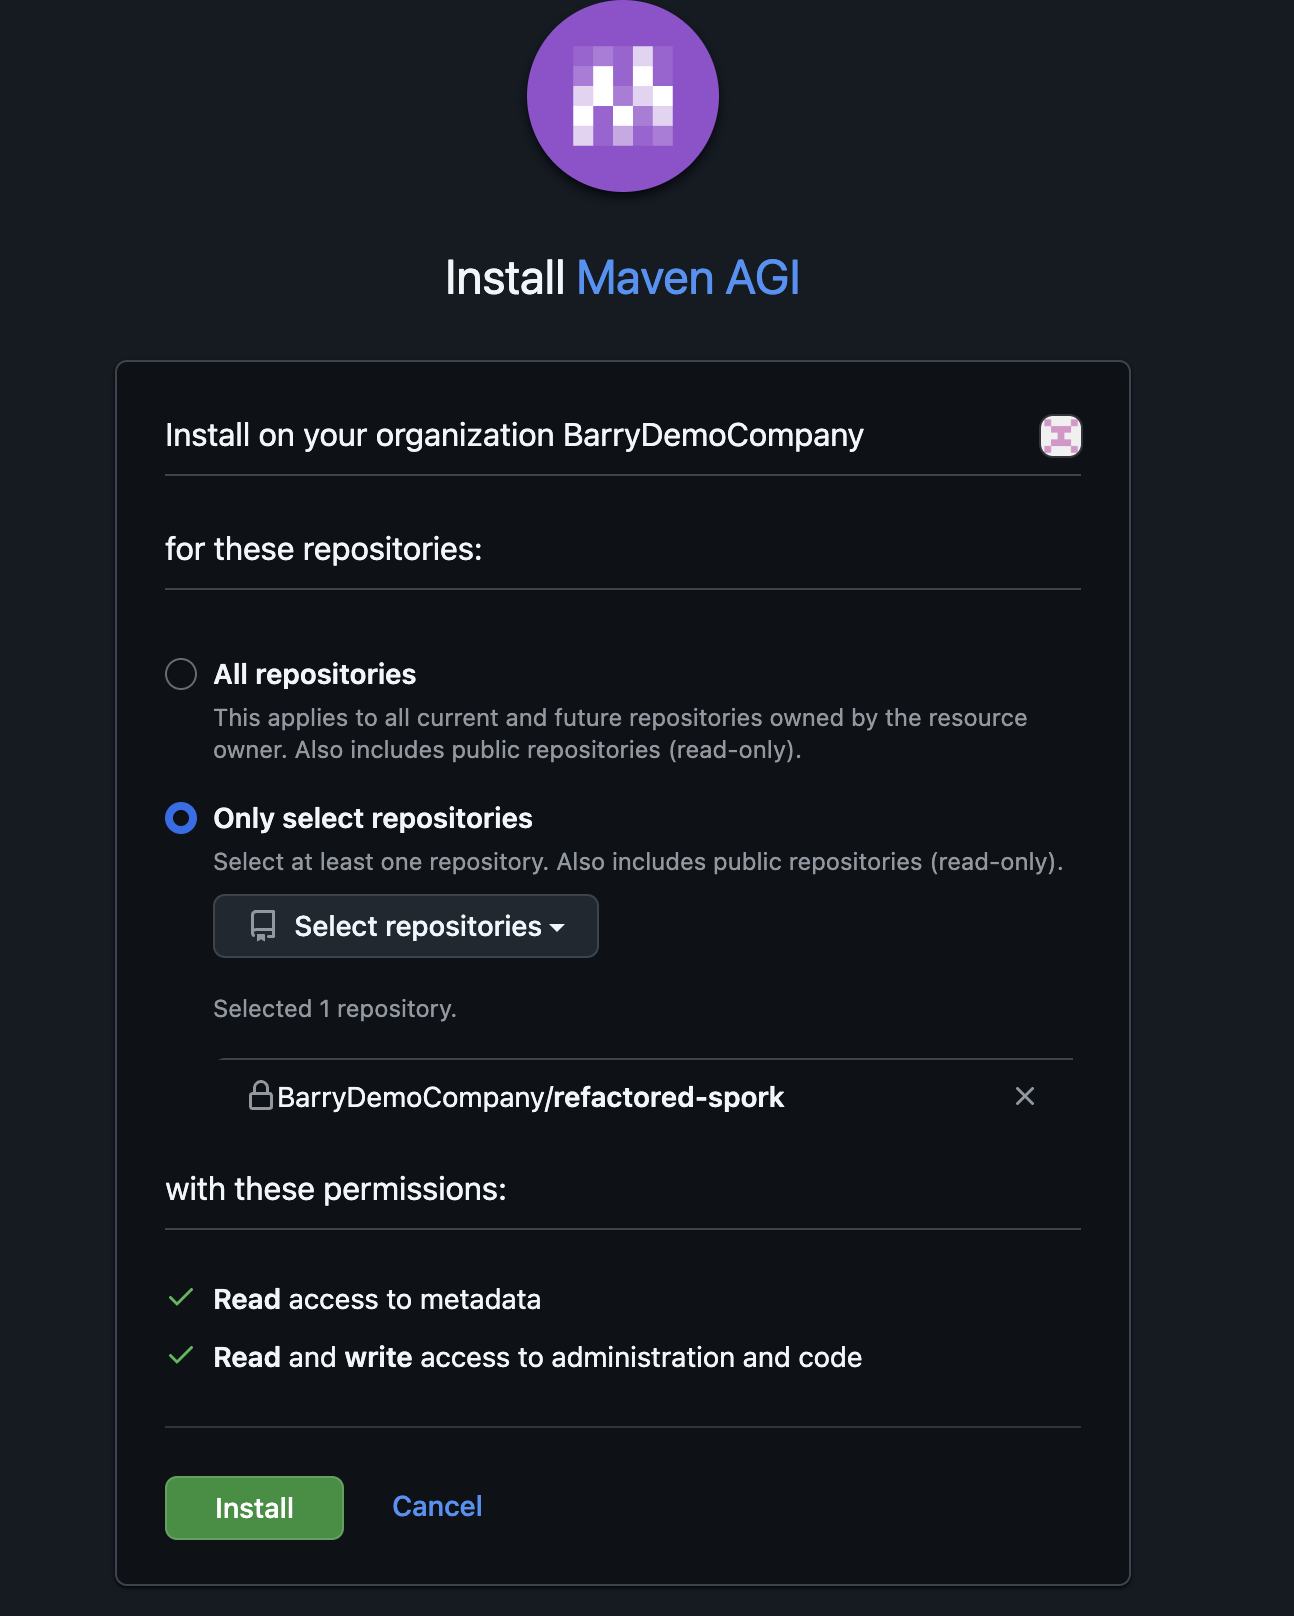 Install Maven AGI
Install on your organization BarryDemoCompany
for these repositories:
All repositories
This applies to all current and future repositories owned by the resource
owner. Also includes public repositories (read-only).
Only select repositories
Select at least one repository. Also includes public repositories (read-only).
Select repositories
Selected 1 repository.
BarryDemoCompany/refactored-spork
with these permissions:
Read access to metadata
Read and write access to administration and code
Install
Cancel